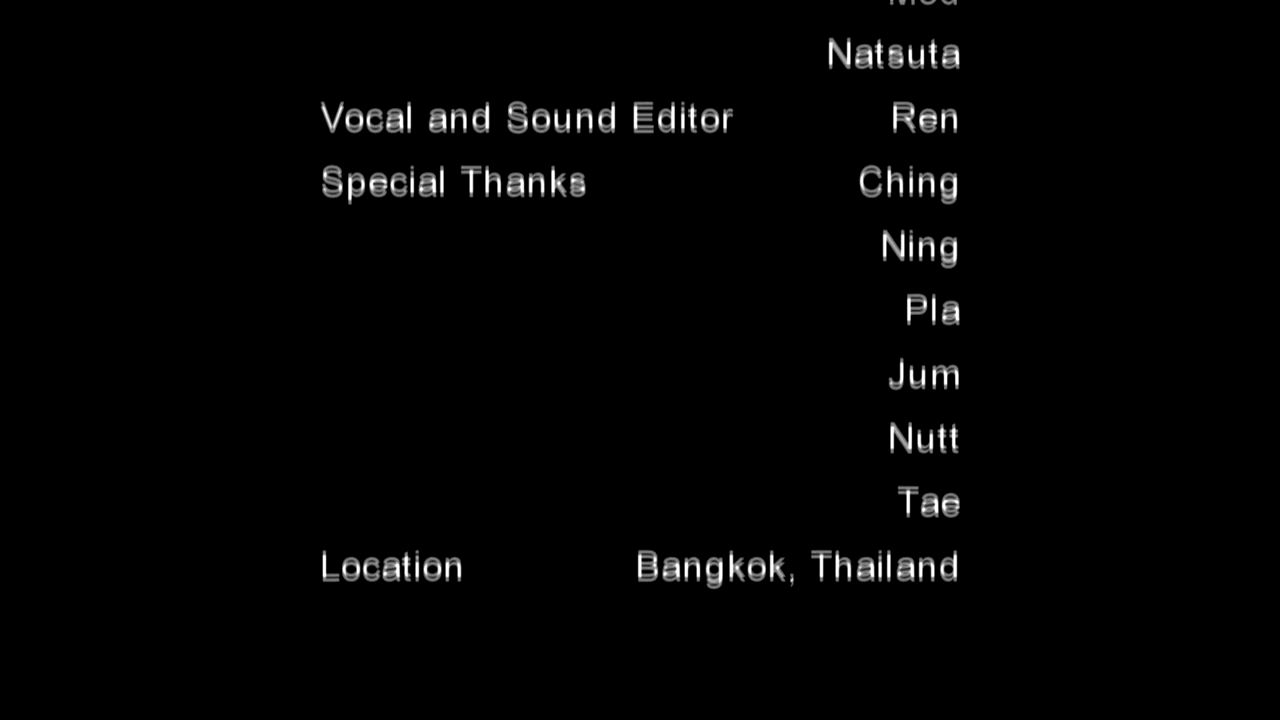 Natsuta
Vocal and Sound Editor Ren
Special Thanks Ching
Ning
Pla
Jum
Nutt
Tae
Location Bangkok, Thailand